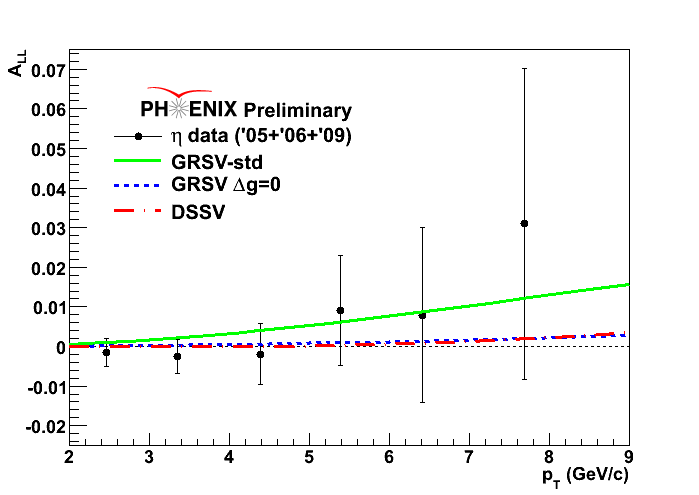 A_LL
0.07
0.06
0.05
0.04
0.03
0.02
0.01
0
-0.01
-0.02
PHENIX Preliminary
η data ('05+'06+'09)
GRSV-std
GRSV Δg=0
DSSV
2 3 4 5 6 7 8 9
p_T (GeV/c)